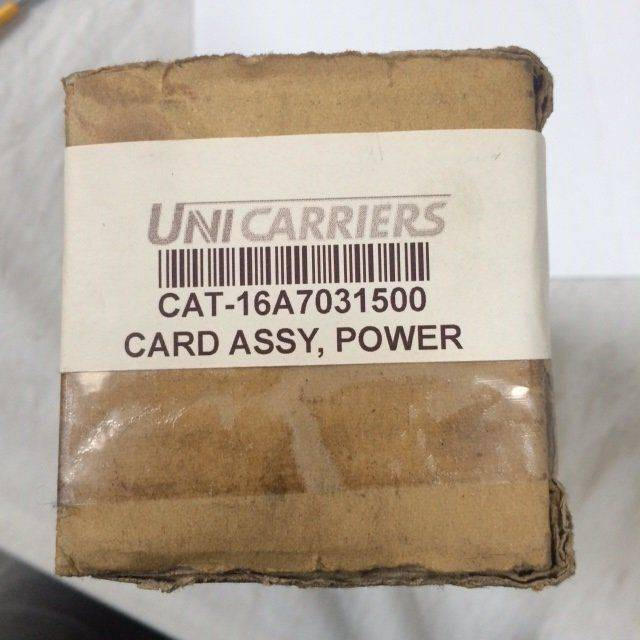 UNICARRIERS
CAT-16A7031500
CARD ASSY, POWER